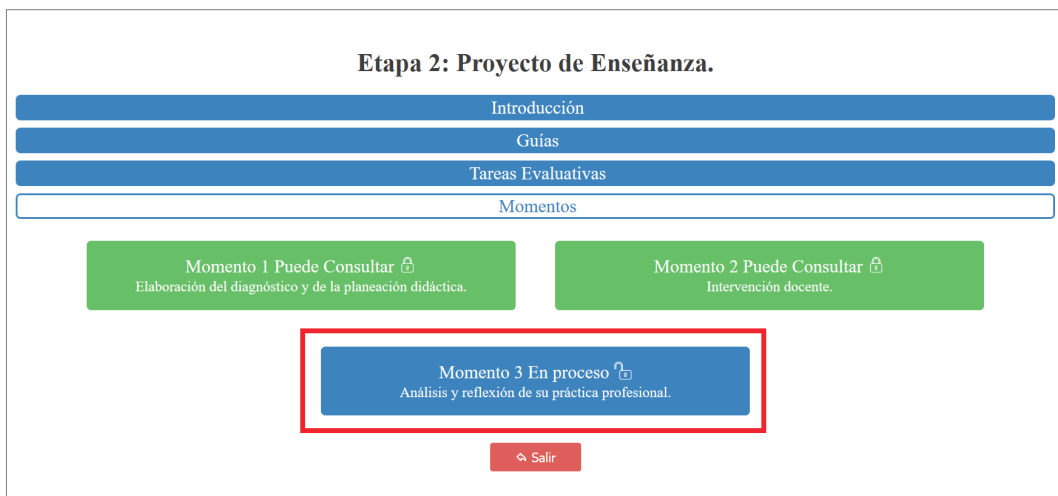 Etapa 2: Proyecto de Enseñanza.
Introducción
Guías
Tareas Evaluativas
Momentos
Momento 1 Puede Consultar
Elaboración del diagnóstico y de la planeación didáctica.
Momento 2 Puede Consultar
Intervención docente.
Momento 3 En proceso
Análisis y reflexión de su práctica profesional.
Salir